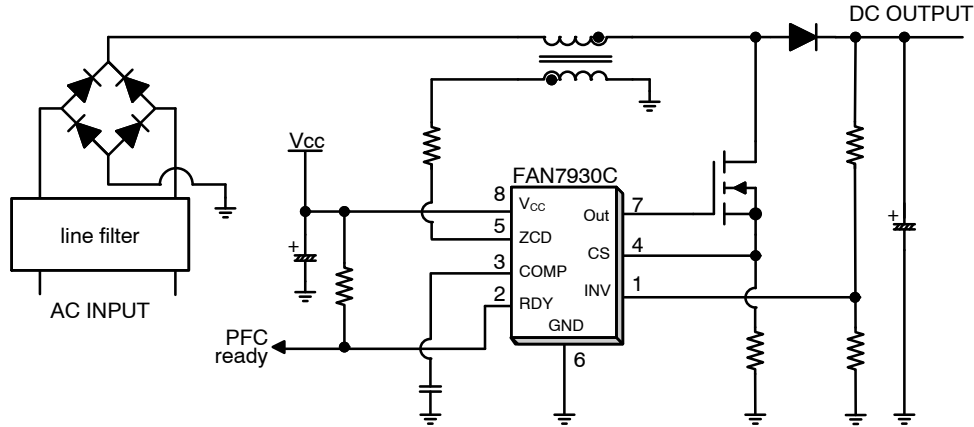 DC OUTPUT
Vcc
FAN7930C
line filter
AC INPUT
8
VCC
5
ZCD
3
COMP
2
RDY
Out
7
CS
4
INV
1
GND
6
+
+
PFC
ready